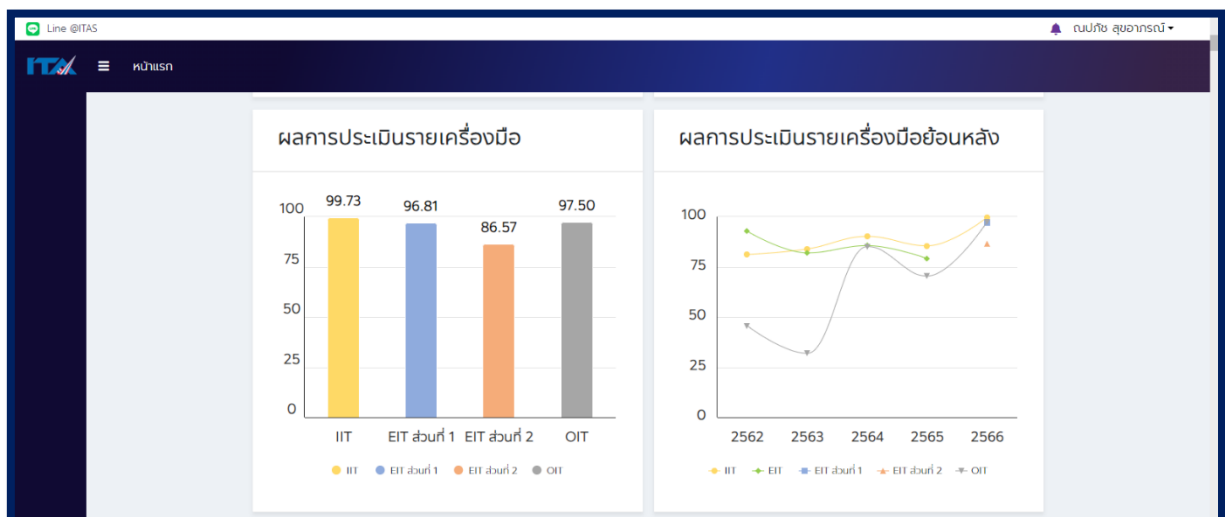 Line @ITAS
ณปภัช สุขอาภรณ์
ITA
หน้าแรก
ผลการประเมินรายเครื่องมือ
99.73
96.81
86.57
97.50
100
75
50
25
0
IIT
EIT ส่วนที่ 1
EIT ส่วนที่ 2
OIT
IIT
EIT ส่วนที่ 1
EIT ส่วนที่ 2
OIT
ผลการประเมินรายเครื่องมือย้อนหลัง
100
75
50
25
0
2562
2563
2564
2565
2566
IIT
EIT
EIT ส่วนที่ 1
EIT ส่วนที่ 2
OIT